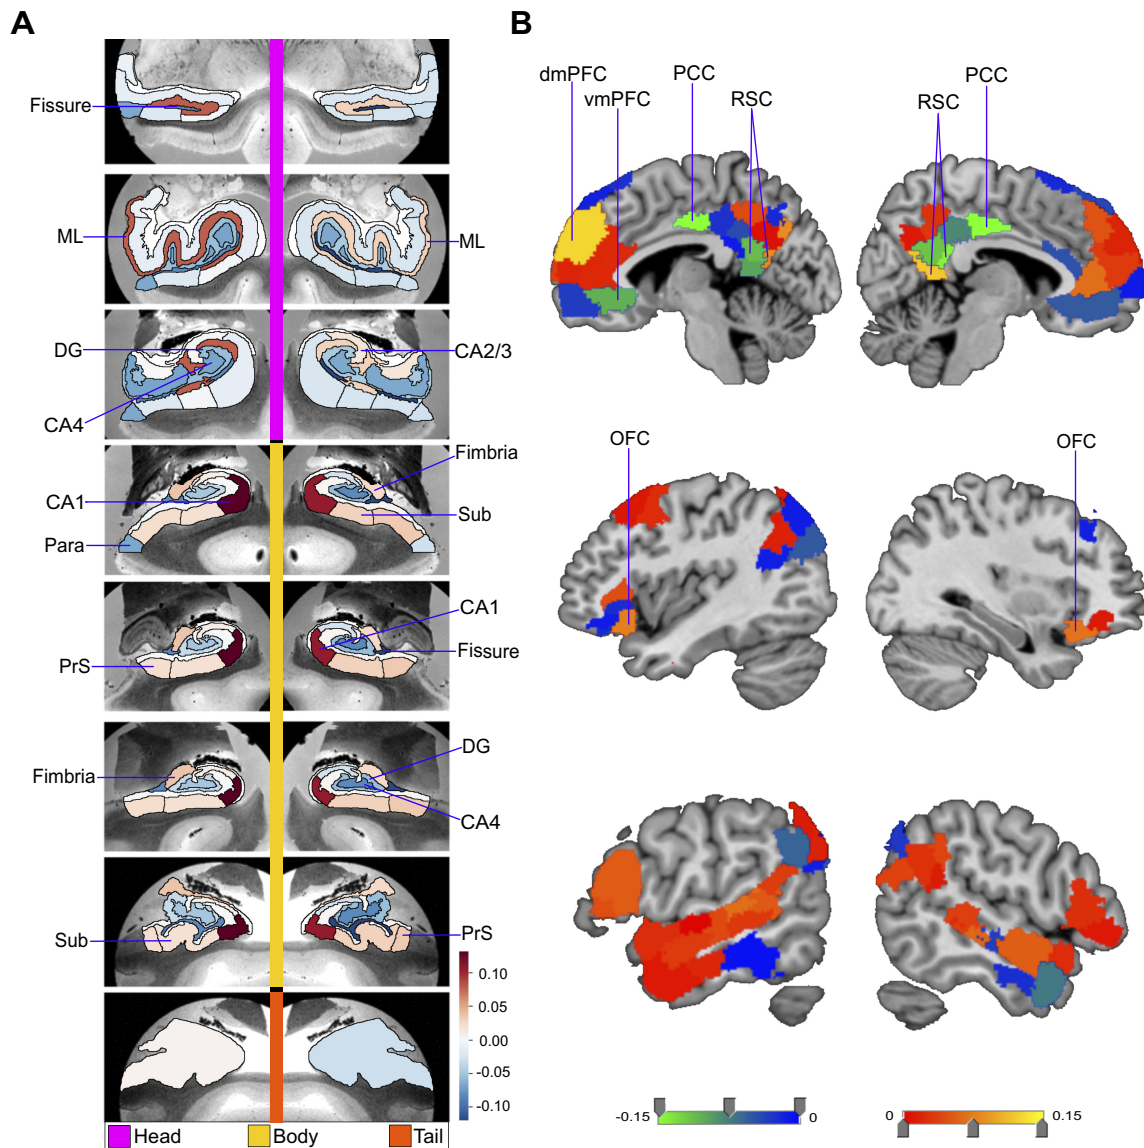 A
B
Fissure
ML
ML
DG
CA2/3
CA4
Fimbria
CA1
Sub
Para
CA1
Fissure
PrS
DG
Fimbria
CA4
Sub
PrS
0.10
0.05
0.00
-0.05
-0.10
Head
Body
Tail
dmPFC
vmPFC
PCC
RSC
PCC
RSC
RSC
OFC
OFC
-0.15
0
0
0.15